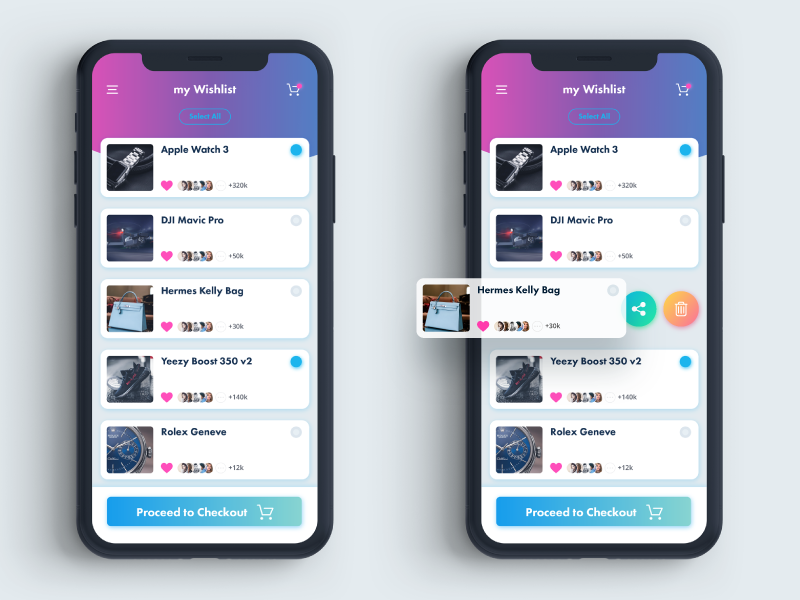 my Wishlist
Select All
Apple Watch 3
+320k
DJI Mavic Pro
+50k
Hermes Kelly Bag
+30k
Yeezy Boost 350 v2
+140k
Rolex Geneve
+12k
Proceed to Checkout
my Wishlist
Select All
Apple Watch 3
+320k
DJI Mavic Pro
+50k
Hermes Kelly Bag
+30k
Yeezy Boost 350 v2
+140k
Rolex Geneve
+12k
Proceed to Checkout